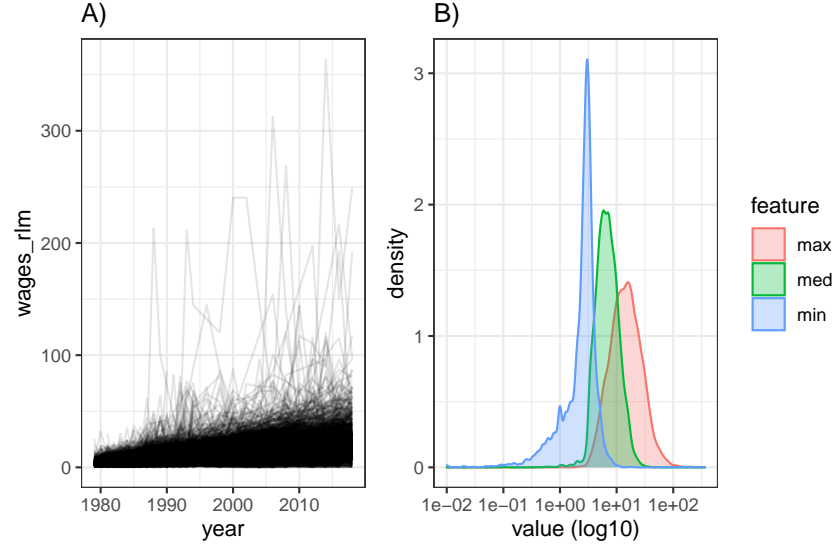 A)
300
200
100
0
wages_rlm
1980 1990 2000 2010
year
B)
3
2
1
0
density
1e−02 1e−01 1e+00 1e+01 1e+02
value (log10)
feature
max
med
min